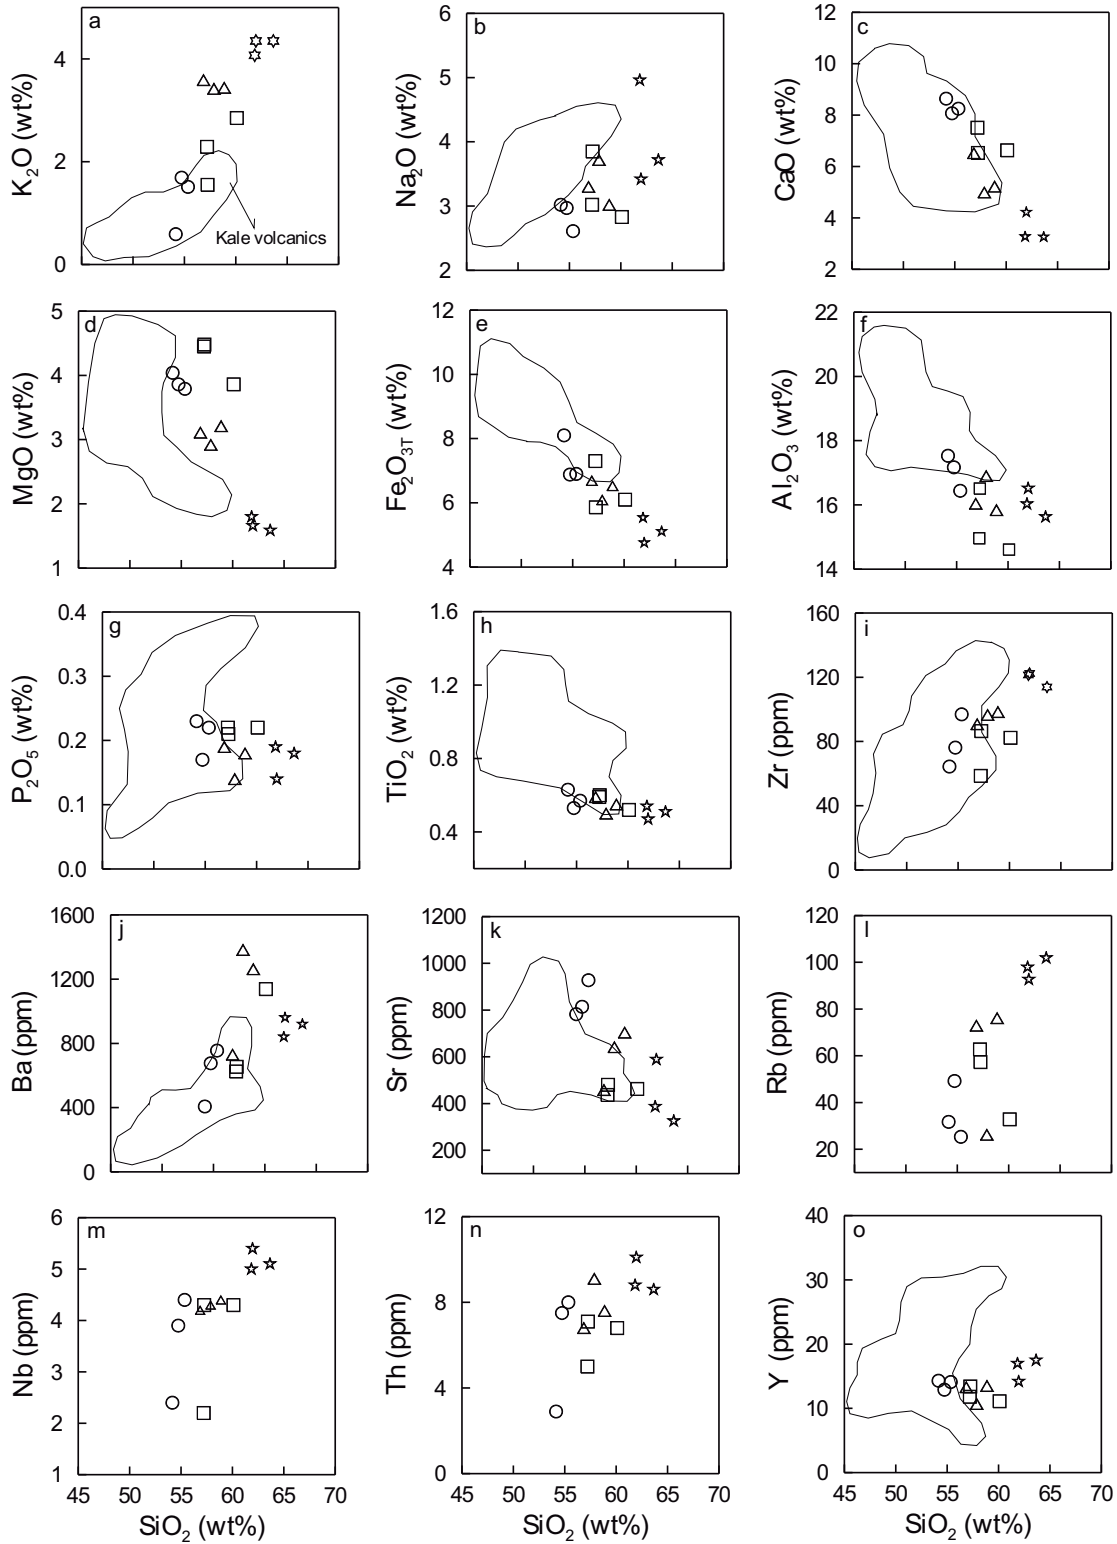 a
K₂O (wt%)
4
2
0
Kale volcanics
b
Na₂O (wt%)
6
5
4
3
2
c
CaO (wt%)
12
10
8
6
4
2
d
MgO (wt%)
5
4
3
2
1
e
Fe₂O₃T (wt%)
12
10
8
6
4
f
Al₂O₃ (wt%)
22
20
18
16
14
g
P₂O₅ (wt%)
0.4
0.3
0.2
0.1
0.0
h
TiO₂ (wt%)
1.6
1.2
0.8
0.4
i
Zr (ppm)
160
120
80
40
0
j
Ba (ppm)
1600
1200
800
400
0
k
Sr (ppm)
1200
1000
800
600
400
200
l
Rb (ppm)
120
100
80
60
40
20
m
Nb (ppm)
6
5
4
3
2
1
45 50 55 60 65 70
SiO₂ (wt%)
n
Th (ppm)
12
8
4
0
45 50 55 60 65 70
SiO₂ (wt%)
o
Y (ppm)
40
30
20
10
0
45 50 55 60 65 70
SiO₂ (wt%)